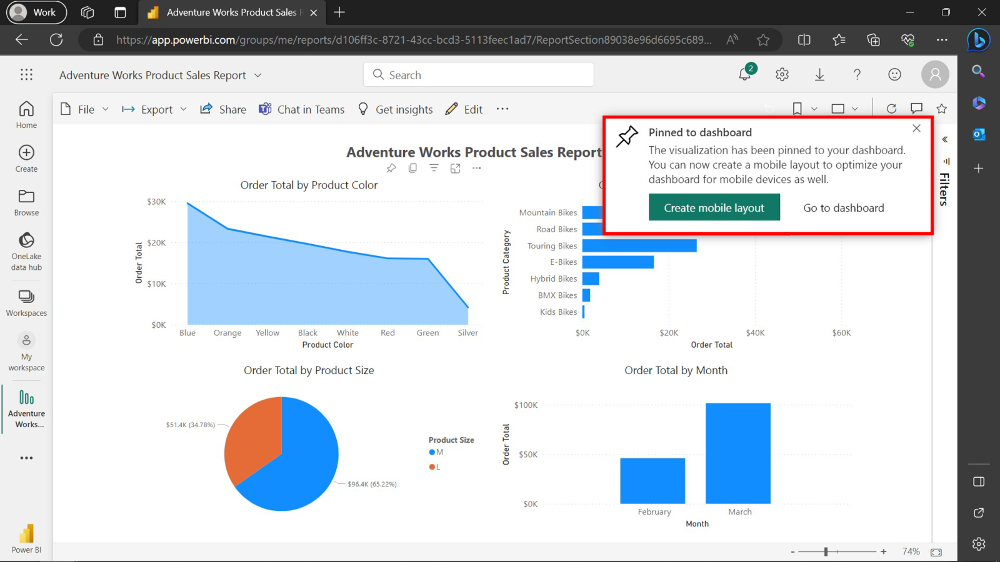 Work
Adventure Works Product Sales
https://app.powerbi.com/groups/me/reports/d106ff3c-8721-43cc-bcd3-5113feec1ad7/ReportSection89038e96d6695c689...
Adventure Works Product Sales Report
Search
2
File
Export
Share
Chat in Teams
Get insights
Edit
Home
Create
Browse
OneLake
data hub
Workspaces
My
workspace
Adventure
Works...
Power BI
Pinned to dashboard
The visualization has been pinned to your dashboard.
You can now create a mobile layout to optimize your
dashboard for mobile devices as well.
Create mobile layout
Go to dashboard
Filters
Adventure Works Product Sales Report
Order Total by Product Color
Order Total
$30K
$20K
$10K
$0K
Blue Orange Yellow Black White Red Green Silver
Product Color
Product Category
Mountain Bikes
Road Bikes
Touring Bikes
E-Bikes
Hybrid Bikes
BMX Bikes
Kids Bikes
$0K $20K $40K $60K
Order Total
Order Total by Product Size
$51.4K (34.78%)
$96.4K (65.22%)
Product Size
M
L
Order Total by Month
Order Total
$100K
$50K
$0K
February March
Month
- + 74%